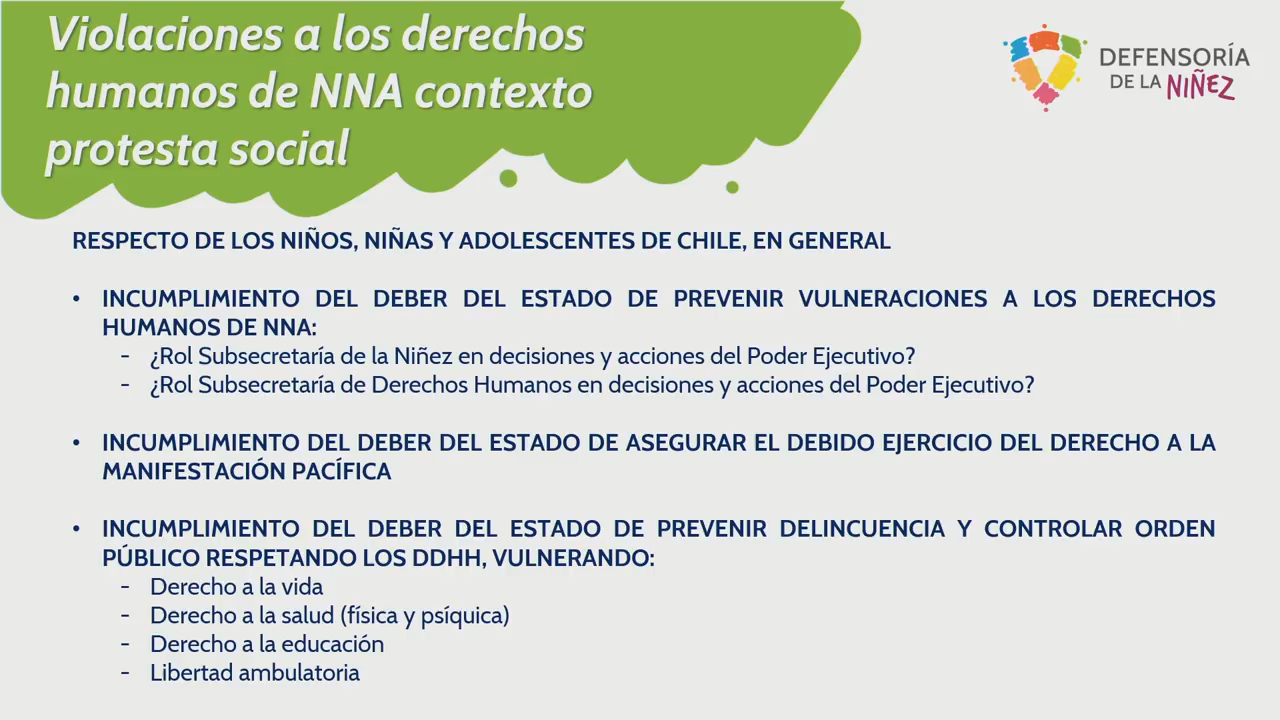 Violaciones a los derechos
humanos de NNA contexto
protesta social
DEFENSORÍA
DE LA NIÑEZ
RESPECTO DE LOS NIÑOS, NIÑAS Y ADOLESCENTES DE CHILE, EN GENERAL
• INCUMPLIMIENTO DEL DEBER DEL ESTADO DE PREVENIR VULNERACIONES A LOS DERECHOS
HUMANOS DE NNA:
- ¿Rol Subsecretaría de la Niñez en decisiones y acciones del Poder Ejecutivo?
- ¿Rol Subsecretaría de Derechos Humanos en decisiones y acciones del Poder Ejecutivo?
• INCUMPLIMIENTO DEL DEBER DEL ESTADO DE ASEGURAR EL DEBIDO EJERCICIO DEL DERECHO A LA
MANIFESTACIÓN PACÍFICA
• INCUMPLIMIENTO DEL DEBER DEL ESTADO DE PREVENIR DELINCUENCIA Y CONTROLAR ORDEN
PÚBLICO RESPETANDO LOS DDHH, VULNERANDO:
- Derecho a la vida
- Derecho a la salud (física y psíquica)
- Derecho a la educación
- Libertad ambulatoria